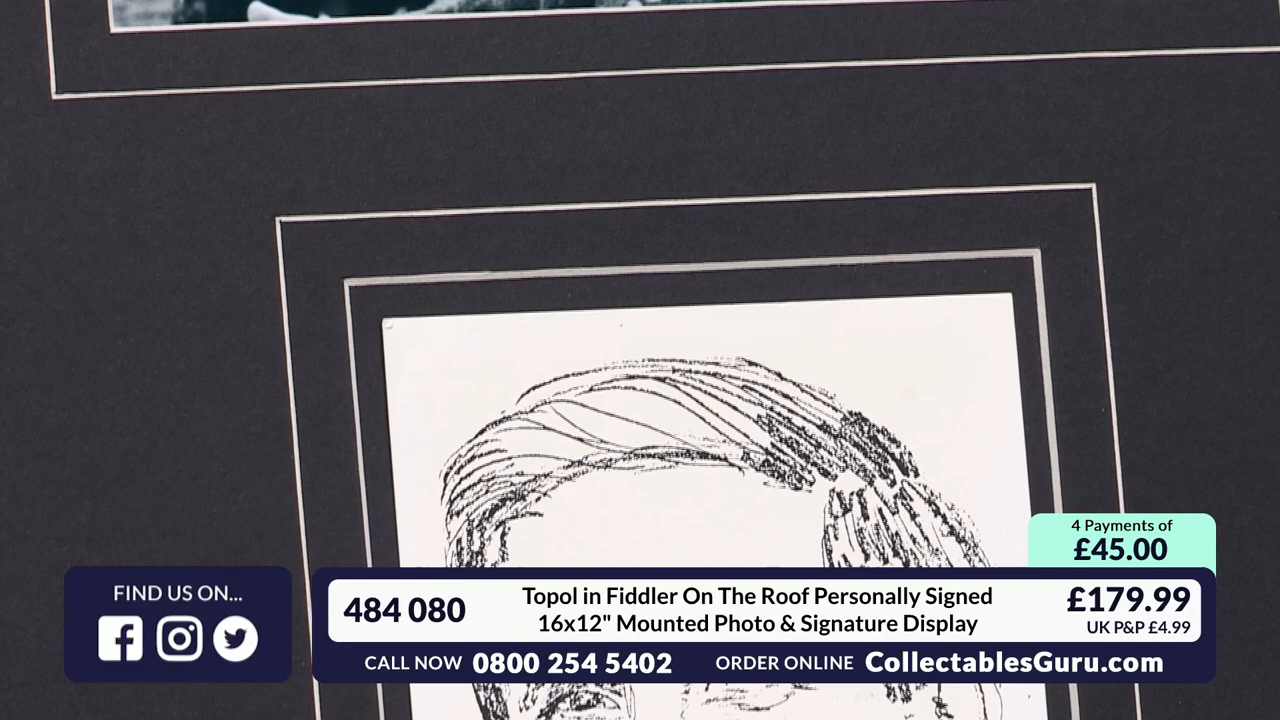 4 Payments of
£45.00
FIND US ON...
484 080
Topol in Fiddler On The Roof Personally Signed
16x12" Mounted Photo & Signature Display
£179.99
UK P&P £4.99
CALL NOW 0800 254 5402
ORDER ONLINE CollectablesGuru.com